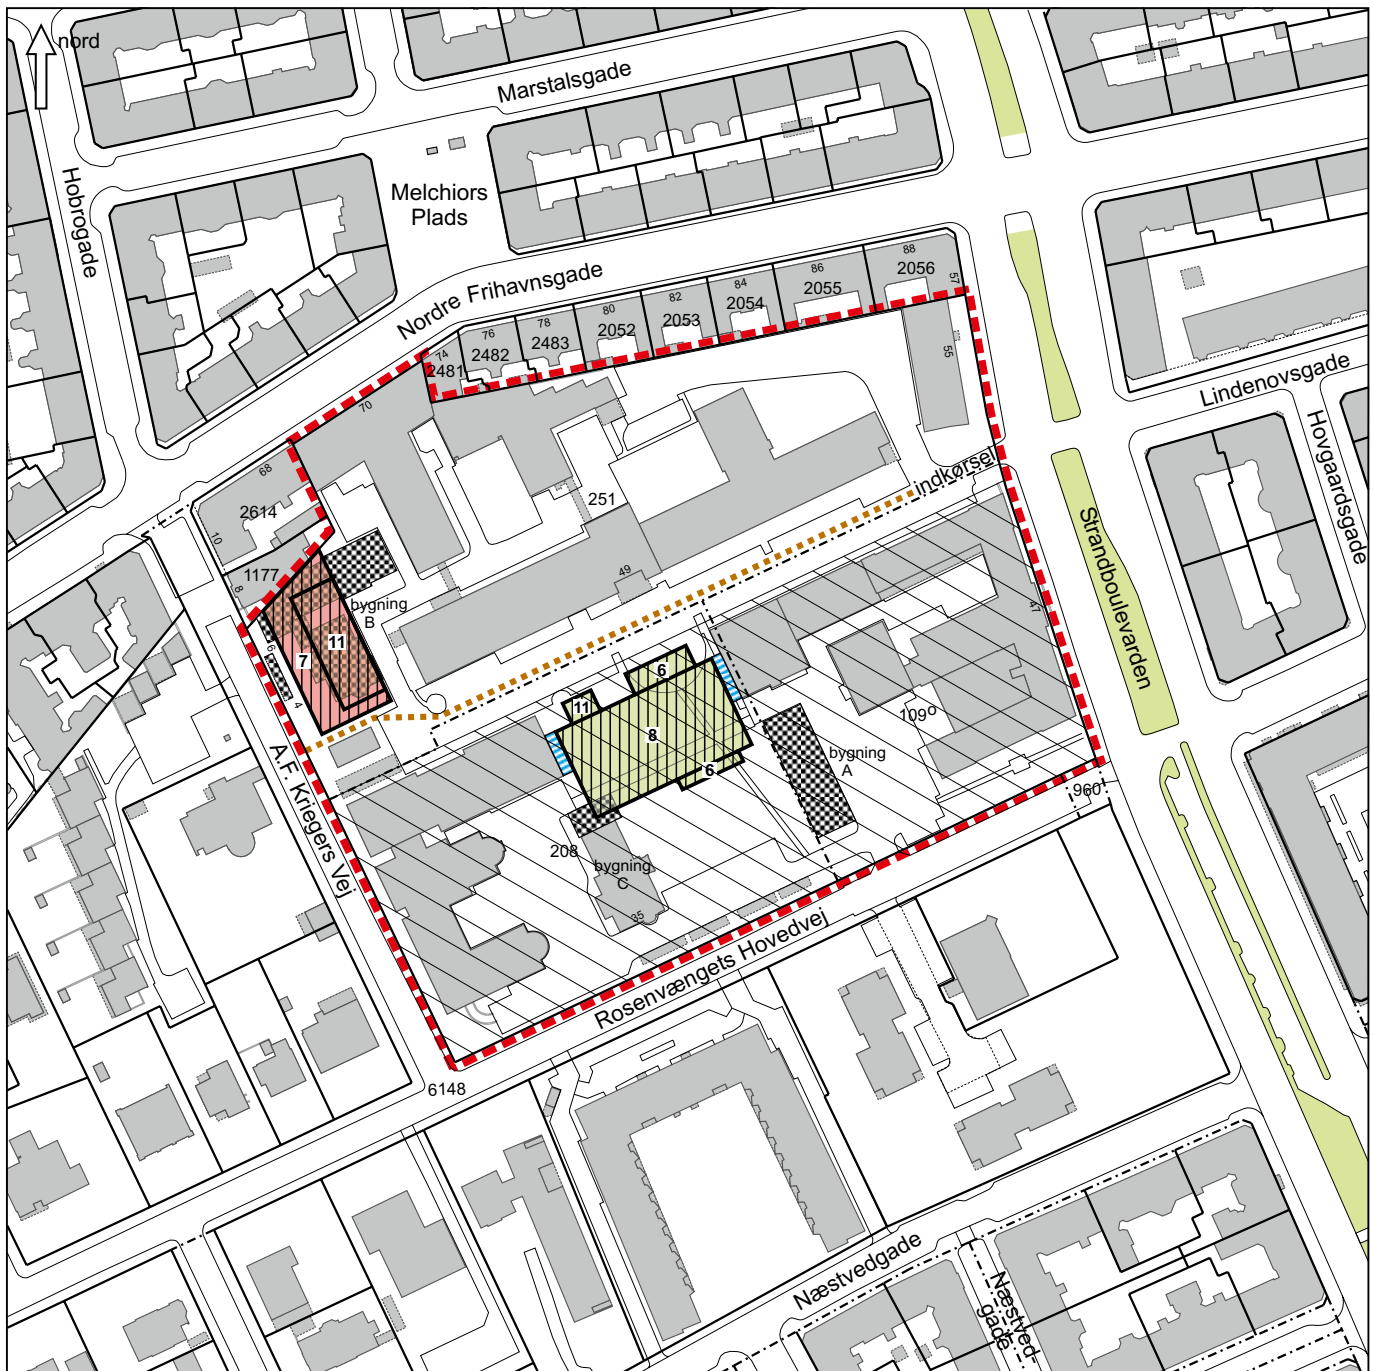 nord
Marstalsgade
Hobrogade
Melchiors
Plads
Nordre Frihavnsgade
88
2056
57
86
2055
84
2054
82
2053
80
2052
78
2483
76
2482
74
2481
55
Lindenovsgade
Hovgaardsgade
70
68
2614
10
indkørsel
251
Strandboulevarden
1177
8
49
bygning
B
47
11
7
6
4
6
11
8
6
109o
bygning
A
A.F. Kriegers Vej
960
208
bygning
C
35
Rosenvængets Hovedvej
6148
Næstvedgade
Næstved
gade